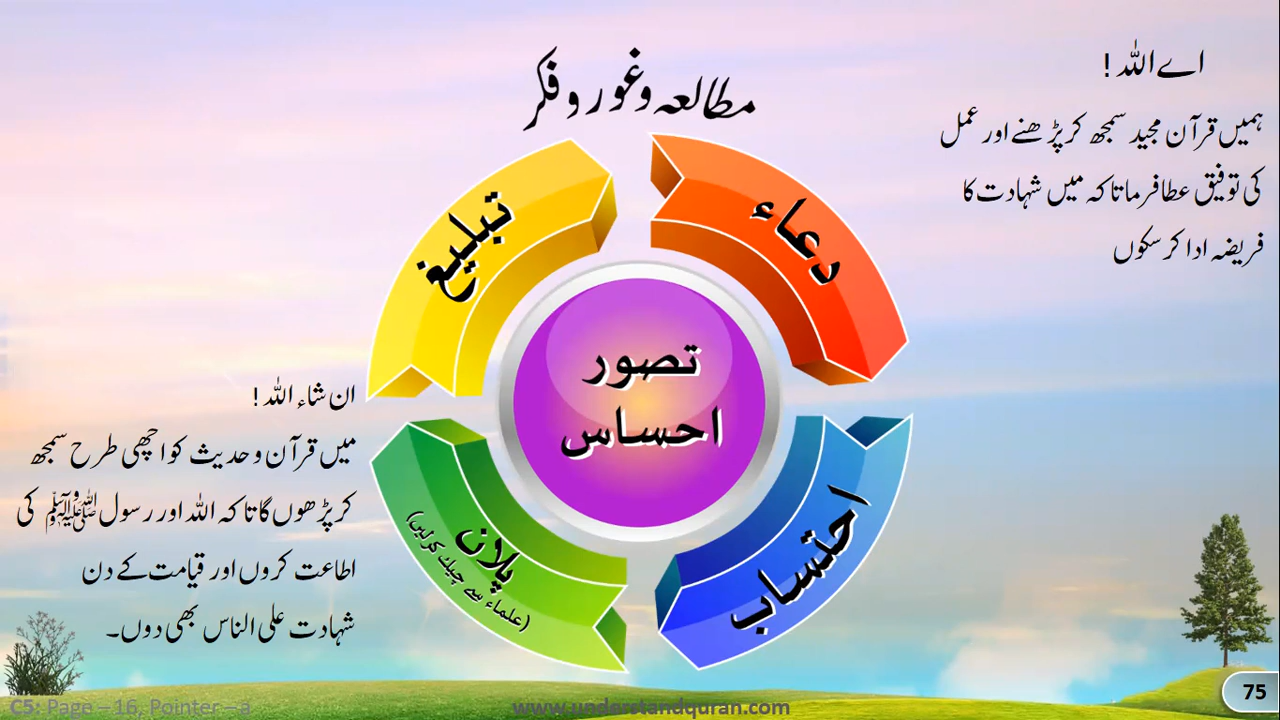 مطالعہ و غور و فکر
اے اللہ !
ہمیں قرآن مجید سمجھ کر پڑھنے اور عمل
کی توفیق عطا فرما تاکہ میں شہادت کا
فریضہ ادا کر سکوں
دعاء
احتساب
پلان
(علماء سے چیک کرلیں)
تبلیغ
تصور
احساس
ان شاء اللہ !
میں قرآن و حدیث کو اچھی طرح سمجھ
کر پڑھوں گا تاکہ اللہ اور رسول ﷺ کی
اطاعت کروں اور قیامت کے دن
شہادت علی الناس بھی دوں۔
C5: Page –16, Pointer –a
www.understandquran.com
75